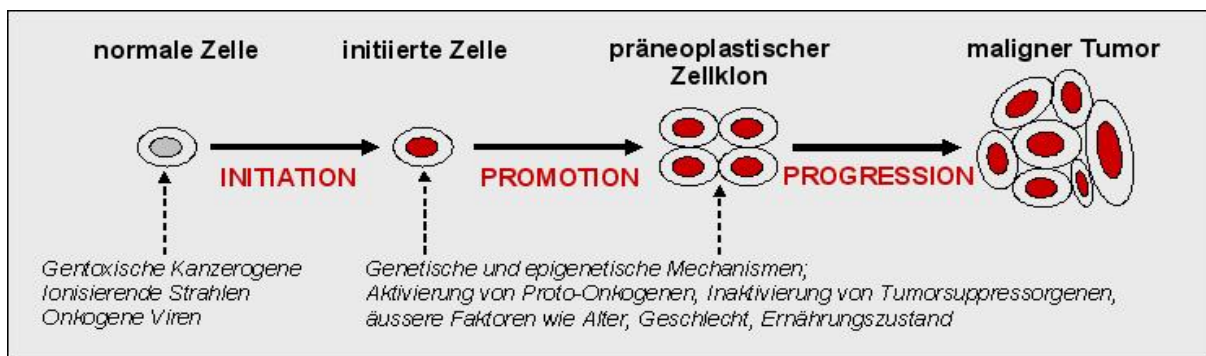 normale Zelle
initiierte Zelle
präneoplastischer
Zellklon
maligner Tumor
INITIATION
PROMOTION
PROGRESSION
Gentoxische Kanzerogene
Ionisierende Strahlen
Onkogene Viren
Genetische und epigenetische Mechanismen;
Aktivierung von Proto-Onkogenen, Inaktivierung von Tumorsuppressorgenen,
äussere Faktoren wie Alter, Geschlecht, Ernährungszustand